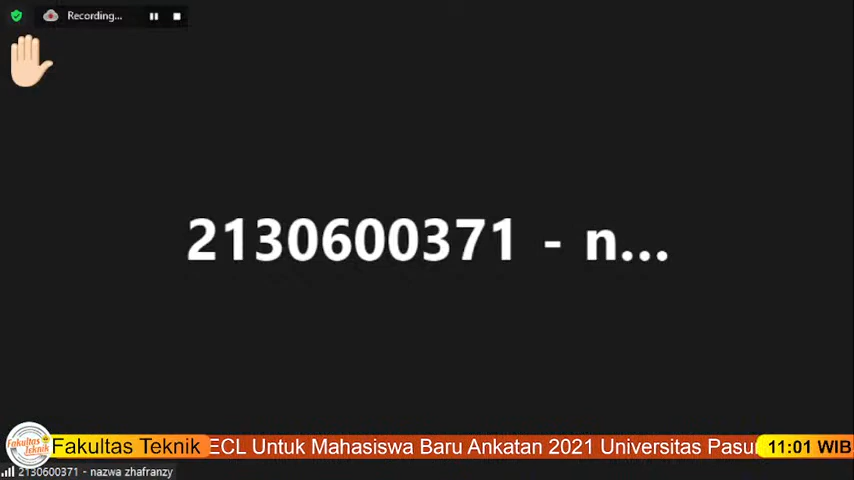 Recording...
2130600371 - n...
Fakultas Teknik
Fakultas Teknik ECL Untuk Mahasiswa Baru Ankatan 2021 Universitas Pasu 11:01 WIB
2130600371 - nazwa zhafranzy